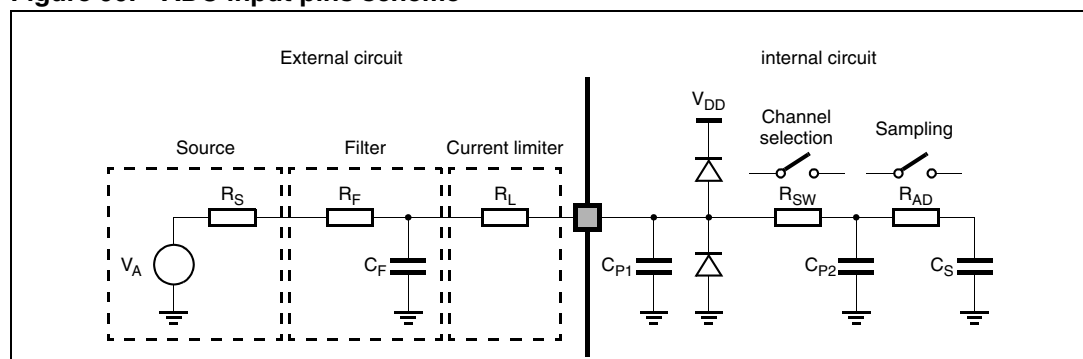 Figure ADC input pins scheme
External circuit
internal circuit
V_DD
Channel
selection
Sampling
Source
Filter
Current limiter
R_S
R_F
R_L
R_SW
R_AD
V_A
C_F
C_P1
C_P2
C_S